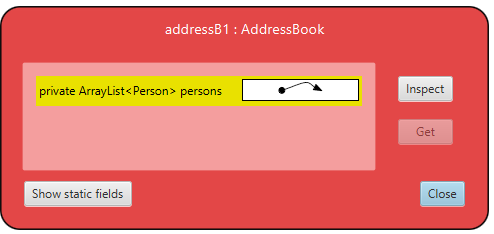 addressB1 : AddressBook
private ArrayList<Person> persons
Inspect
Get
Show static fields
Close